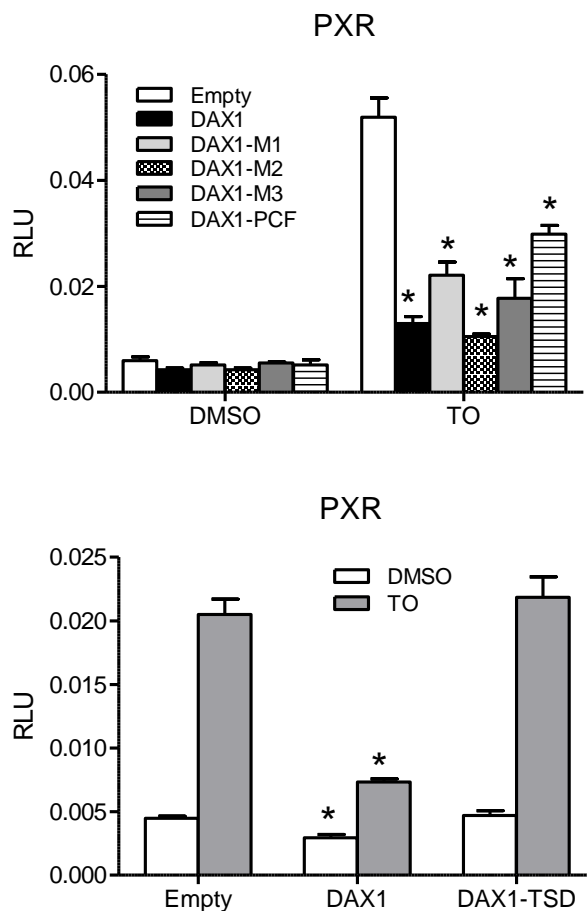 PXR
0.06
Empty
DAX1
DAX1-M1
0.04
DAX1-M2
DAX1-M3
DAX1-PCF
RLU
*
*
*
*
*
0.02
0.00
DMSO
TO
PXR
0.025
DMSO
TO
0.020
0.015
RLU
0.010
*
*
0.005
0.000
Empty
DAX1
DAX1-TSD